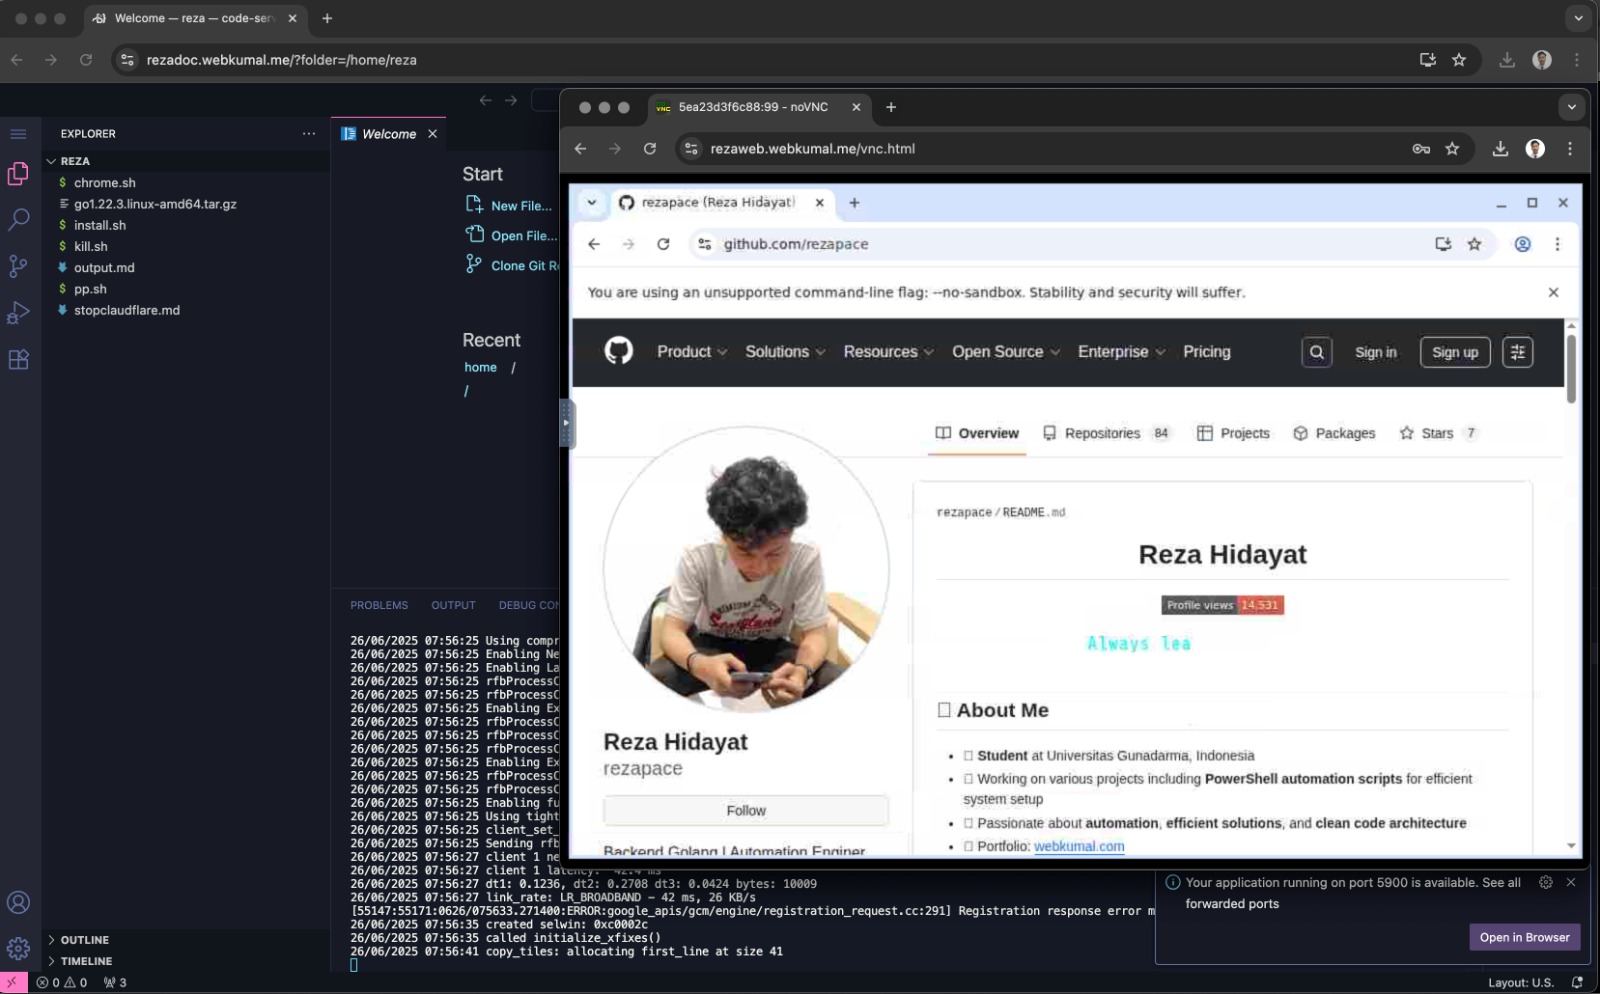 Welcome — reza — code-ser
rezadoc.webkumal.me/?folder=/home/reza
EXPLORER
REZA
chrome.sh
go1.22.3.linux-amd64.tar.gz
install.sh
kill.sh
output.md
pp.sh
stopclaudflare.md
OUTLINE
TIMELINE
Welcome
Start
New File...
Open File...
Clone Git Re
Recent
home /
/
PROBLEMS OUTPUT DEBUG CON
26/06/2025 07:56:25 Using compr
26/06/2025 07:56:25 Enabling Ne
26/06/2025 07:56:25 Enabling La
26/06/2025 07:56:25 rfbProcessC
26/06/2025 07:56:25 rfbProcessC
26/06/2025 07:56:25 Enabling Ex
26/06/2025 07:56:25 rfbProcessC
26/06/2025 07:56:25 rfbProcessC
26/06/2025 07:56:25 rfbProcessC
26/06/2025 07:56:25 Enabling Ex
26/06/2025 07:56:25 rfbProcessC
26/06/2025 07:56:25 rfbProcessC
26/06/2025 07:56:25 Enabling fu
26/06/2025 07:56:25 Using tight
26/06/2025 07:56:25 client_set_
26/06/2025 07:56:25 Sending rfb
26/06/2025 07:56:27 client 1 ne
26/06/2025 07:56:27 client 1 latency: 42.4 ms
26/06/2025 07:56:27 dt1: 0.1236, dt2: 0.2708 dt3: 0.0424 bytes: 10009
26/06/2025 07:56:27 link_rate: LR_BROADBAND - 42 ms, 26 KB/s
[55147:55171:0626/075633.271400:ERROR:google_apis/gcm/engine/registration_request.cc:291] Registration response error m
26/06/2025 07:56:35 created selwin: 0xc0002c
26/06/2025 07:56:35 called initialize_xfixes()
26/06/2025 07:56:41 copy_tiles: allocating first_line at size 41
VNC 5ea23d3f6c88:99 - noVNC
rezaweb.webkumal.me/vnc.html
rezapace (Reza Hidayat)
github.com/rezapace
You are using an unsupported command-line flag: --no-sandbox. Stability and security will suffer.
Product Solutions Resources Open Source Enterprise Pricing Sign in Sign up
Overview Repositories 84 Projects Packages Stars 7
rezapace / README.md
Reza Hidayat
Profile views 14,531
Always lea
About Me
Student at Universitas Gunadarma, Indonesia
Working on various projects including PowerShell automation scripts for efficient
system setup
Passionate about automation, efficient solutions, and clean code architecture
Portfolio: webkumal.com
Reza Hidayat
rezapace
Follow
Backend Golang | Automation Enginer
Your application running on port 5900 is available. See all
forwarded ports
Open in Browser
0 0 3
Layout: U.S.